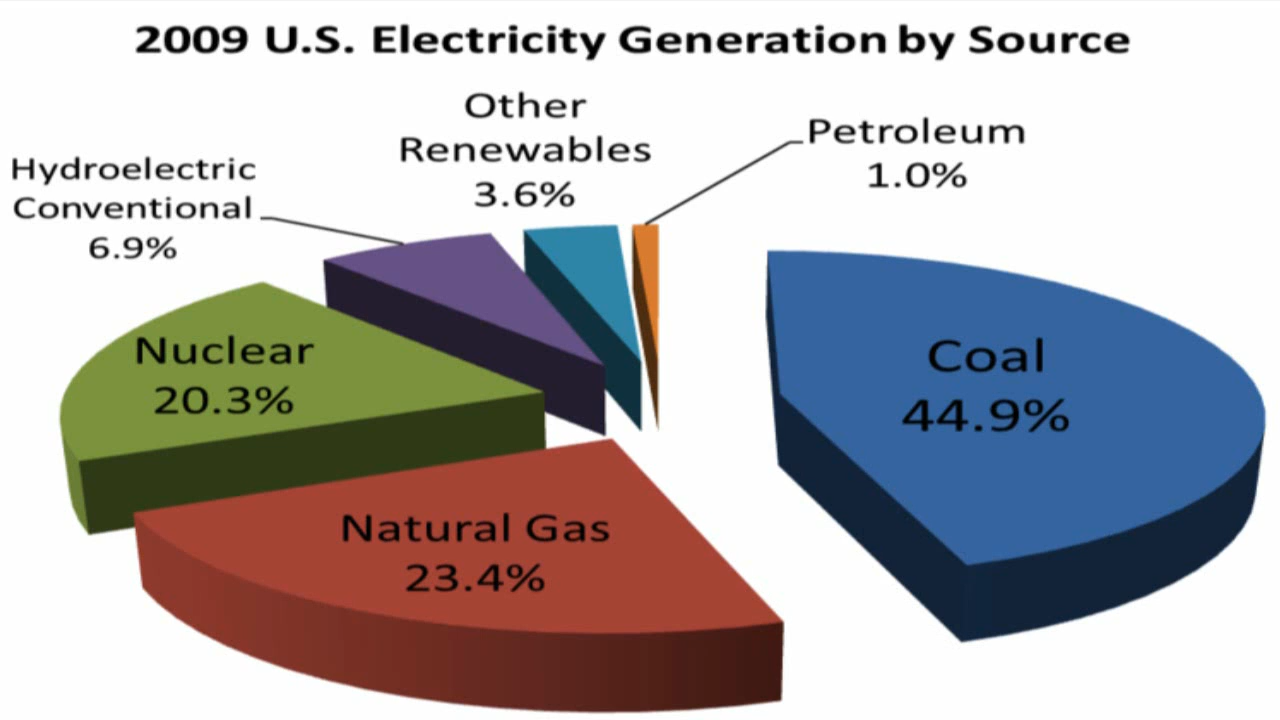 2009 U.S. Electricity Generation by Source
Other
Renewables
3.6%
Petroleum
1.0%
Hydroelectric
Conventional
6.9%
Nuclear
20.3%
Coal
44.9%
Natural Gas
23.4%